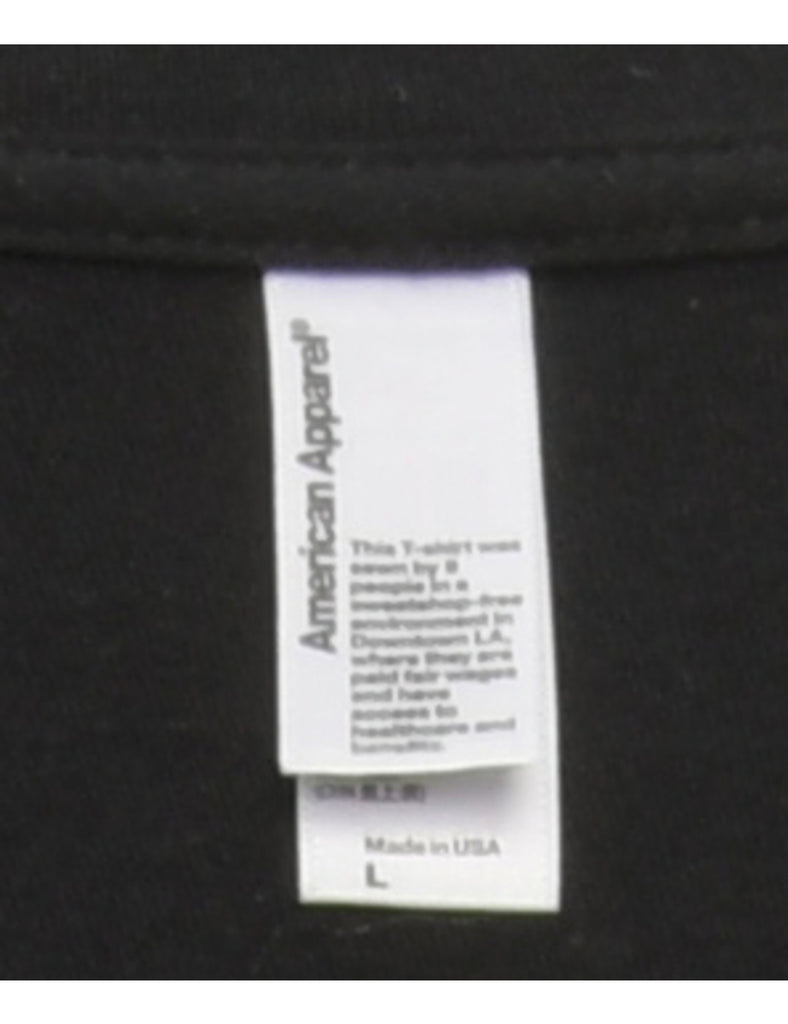 American Apparel®
This T-shirt was
sewn by 8
people in a
sweatshop-free
environment in
Downtown LA,
where they are
paid fair wages
and have
access to
healthcare and
benefits.
Made in USA
L